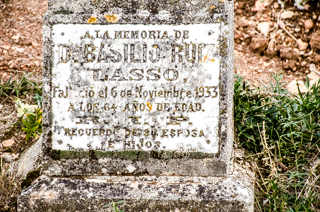 A LA MEMORIA DE
D. BASILIO RUIZ
LASSO,
Falleció el 6 de Noviembre 1933
A LOS 64 AÑOS DE EDAD.
R. I. P.
RECUERDO DE SU ESPOSA
E HIJOS.